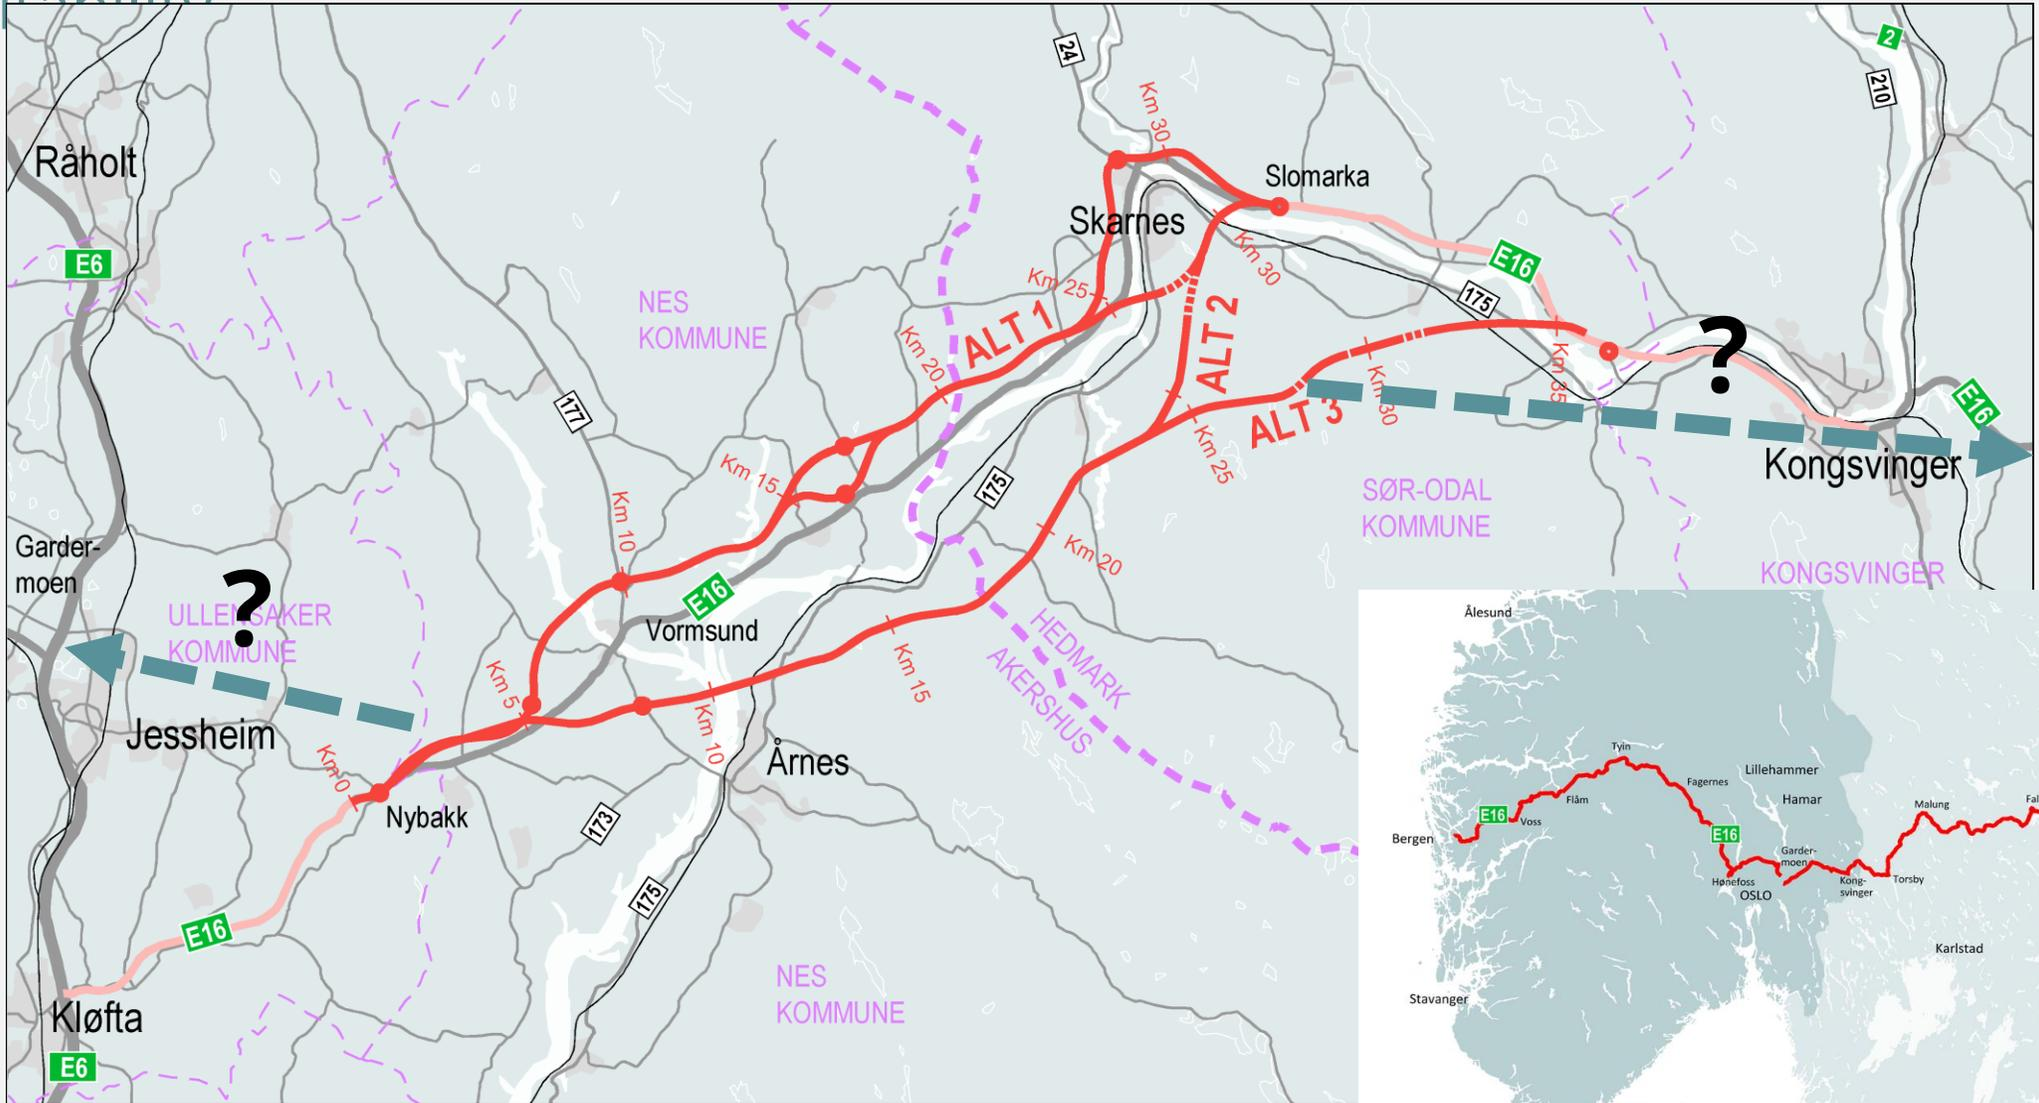 24
2
210
Km 30
Råholt
Slomarka
Skarnes
E6
E16
Km 30
Km 25
175
NES
KOMMUNE
ALT 1
ALT 2
Km 20
Km 35
177
ALT 3
Km 30
E16
Km 15
Km 25
Kongsvinger
175
SØR-ODAL
KOMMUNE
Km 10
Garder-
moen
Km 20
KONGSVINGER
?
?
ULLENSAKER
KOMMUNE
E16
Vormsund
HEDMARK
AKERSHUS
Km 5
Km 15
Km 10
Jessheim
Årnes
Km 0
Nybakk
173
175
E16
NES
KOMMUNE
Kløfta
E6
Ålesund
Tyin
Lillehammer
Fagernes
Hamar
Flåm
Malung
E16
Voss
Bergen
E16
Garder-
moen
Hønefoss
OSLO
Kong-
svinger
Torsby
Karlstad
Stavanger